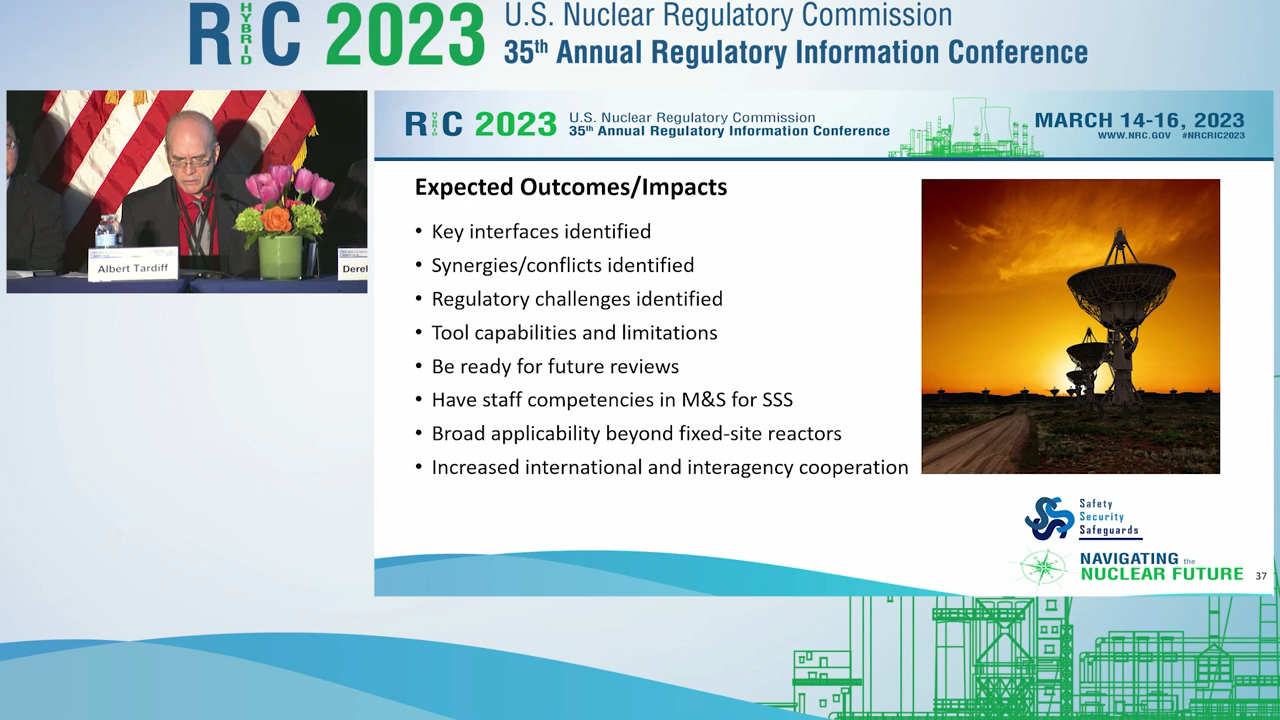 RIC 2023
HYBRID
U.S. Nuclear Regulatory Commission
35th Annual Regulatory Information Conference
Albert Tardiff
Derel
RIC 2023
HYBRID
U.S. Nuclear Regulatory Commission
35th Annual Regulatory Information Conference
MARCH 14-16, 2023
WWW.NRC.GOV #NRCRIC2023
Expected Outcomes/Impacts
• Key interfaces identified
• Synergies/conflicts identified
• Regulatory challenges identified
• Tool capabilities and limitations
• Be ready for future reviews
• Have staff competencies in M&S for SSS
• Broad applicability beyond fixed-site reactors
• Increased international and interagency cooperation
SSS
Safety
Security
Safeguards
NAVIGATING the
NUCLEAR FUTURE
37